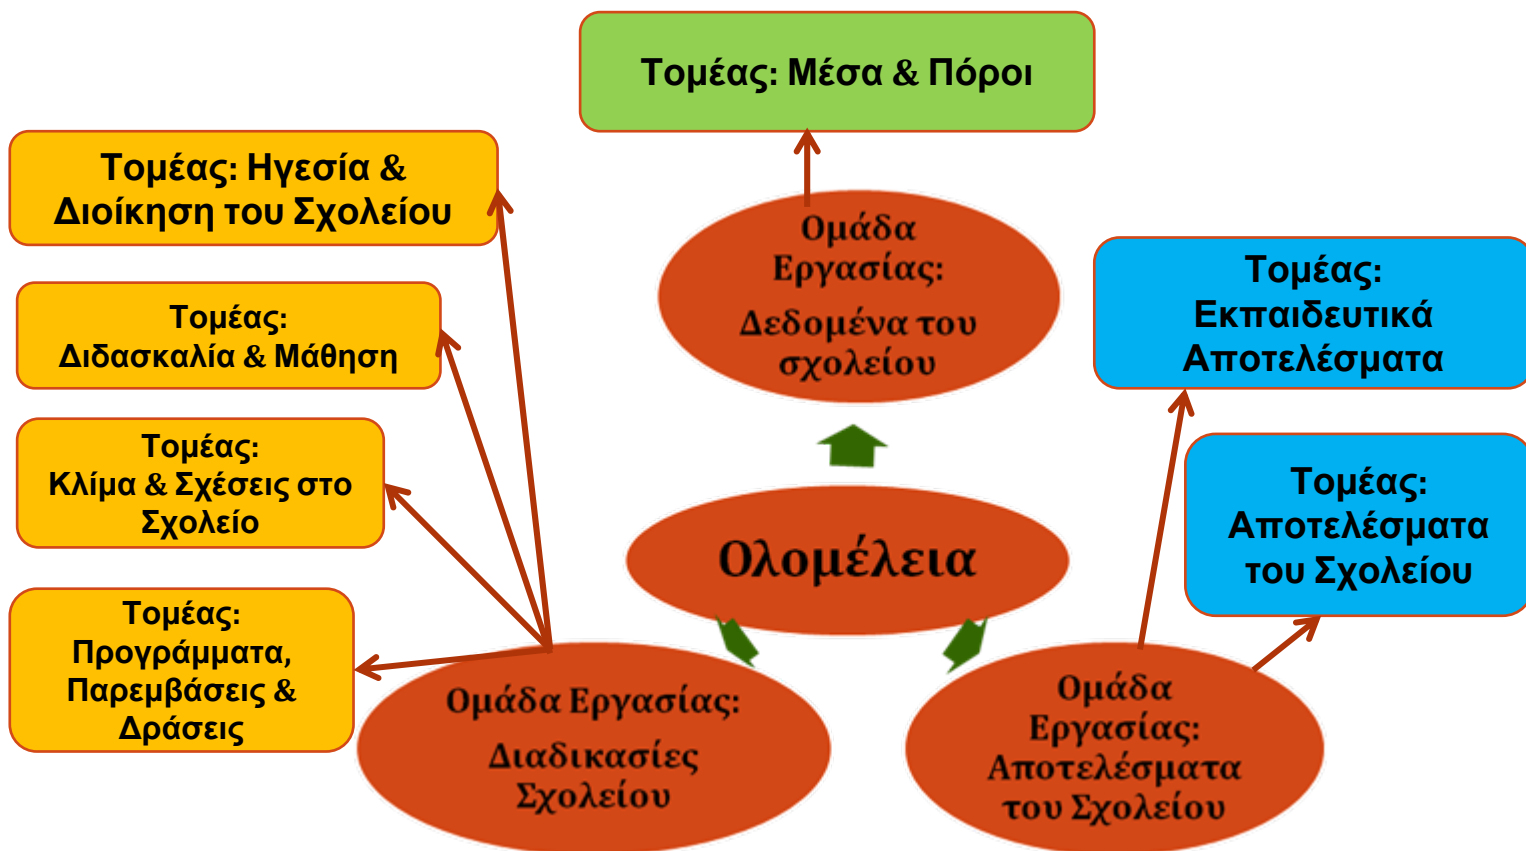 Τομέας: Μέσα & Πόροι
Τομέας: Ηγεσία &
Διοίκηση του Σχολείου
Τομέας:
Διδασκαλία & Μάθηση
Τομέας:
Κλίμα & Σχέσεις στο
Σχολείο
Τομέας:
Προγράμματα,
Παρεμβάσεις &
Δράσεις
Ομάδα
Εργασίας:
Δεδομένα του
σχολείου
Τομέας:
Εκπαιδευτικά
Αποτελέσματα
Τομέας:
Αποτελέσματα
του Σχολείου
Ολομέλεια
Ομάδα Εργασίας:
Διαδικασίες
Σχολείου
Ομάδα
Εργασίας:
Αποτελέσματα
του Σχολείου